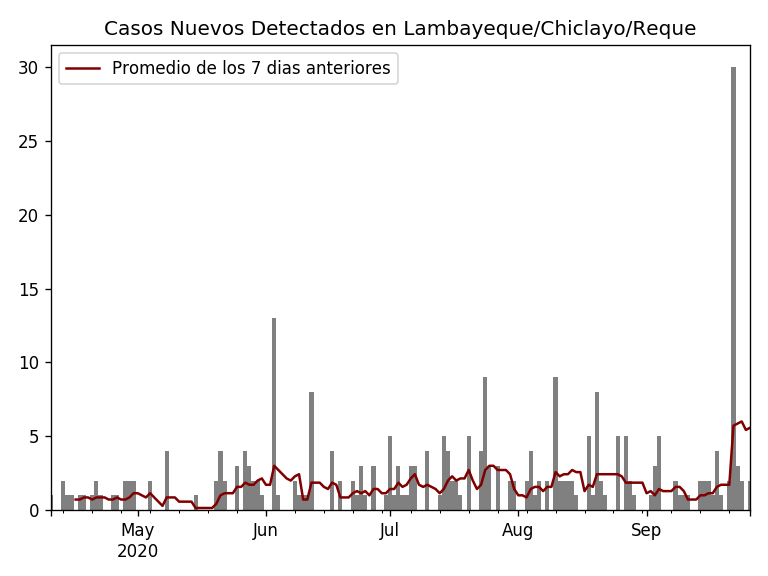 Casos Nuevos Detectados en Lambayeque/Chiclayo/Reque
Promedio de los 7 dias anteriores
30
25
20
15
10
5
0
May Jun Jul Aug Sep
2020